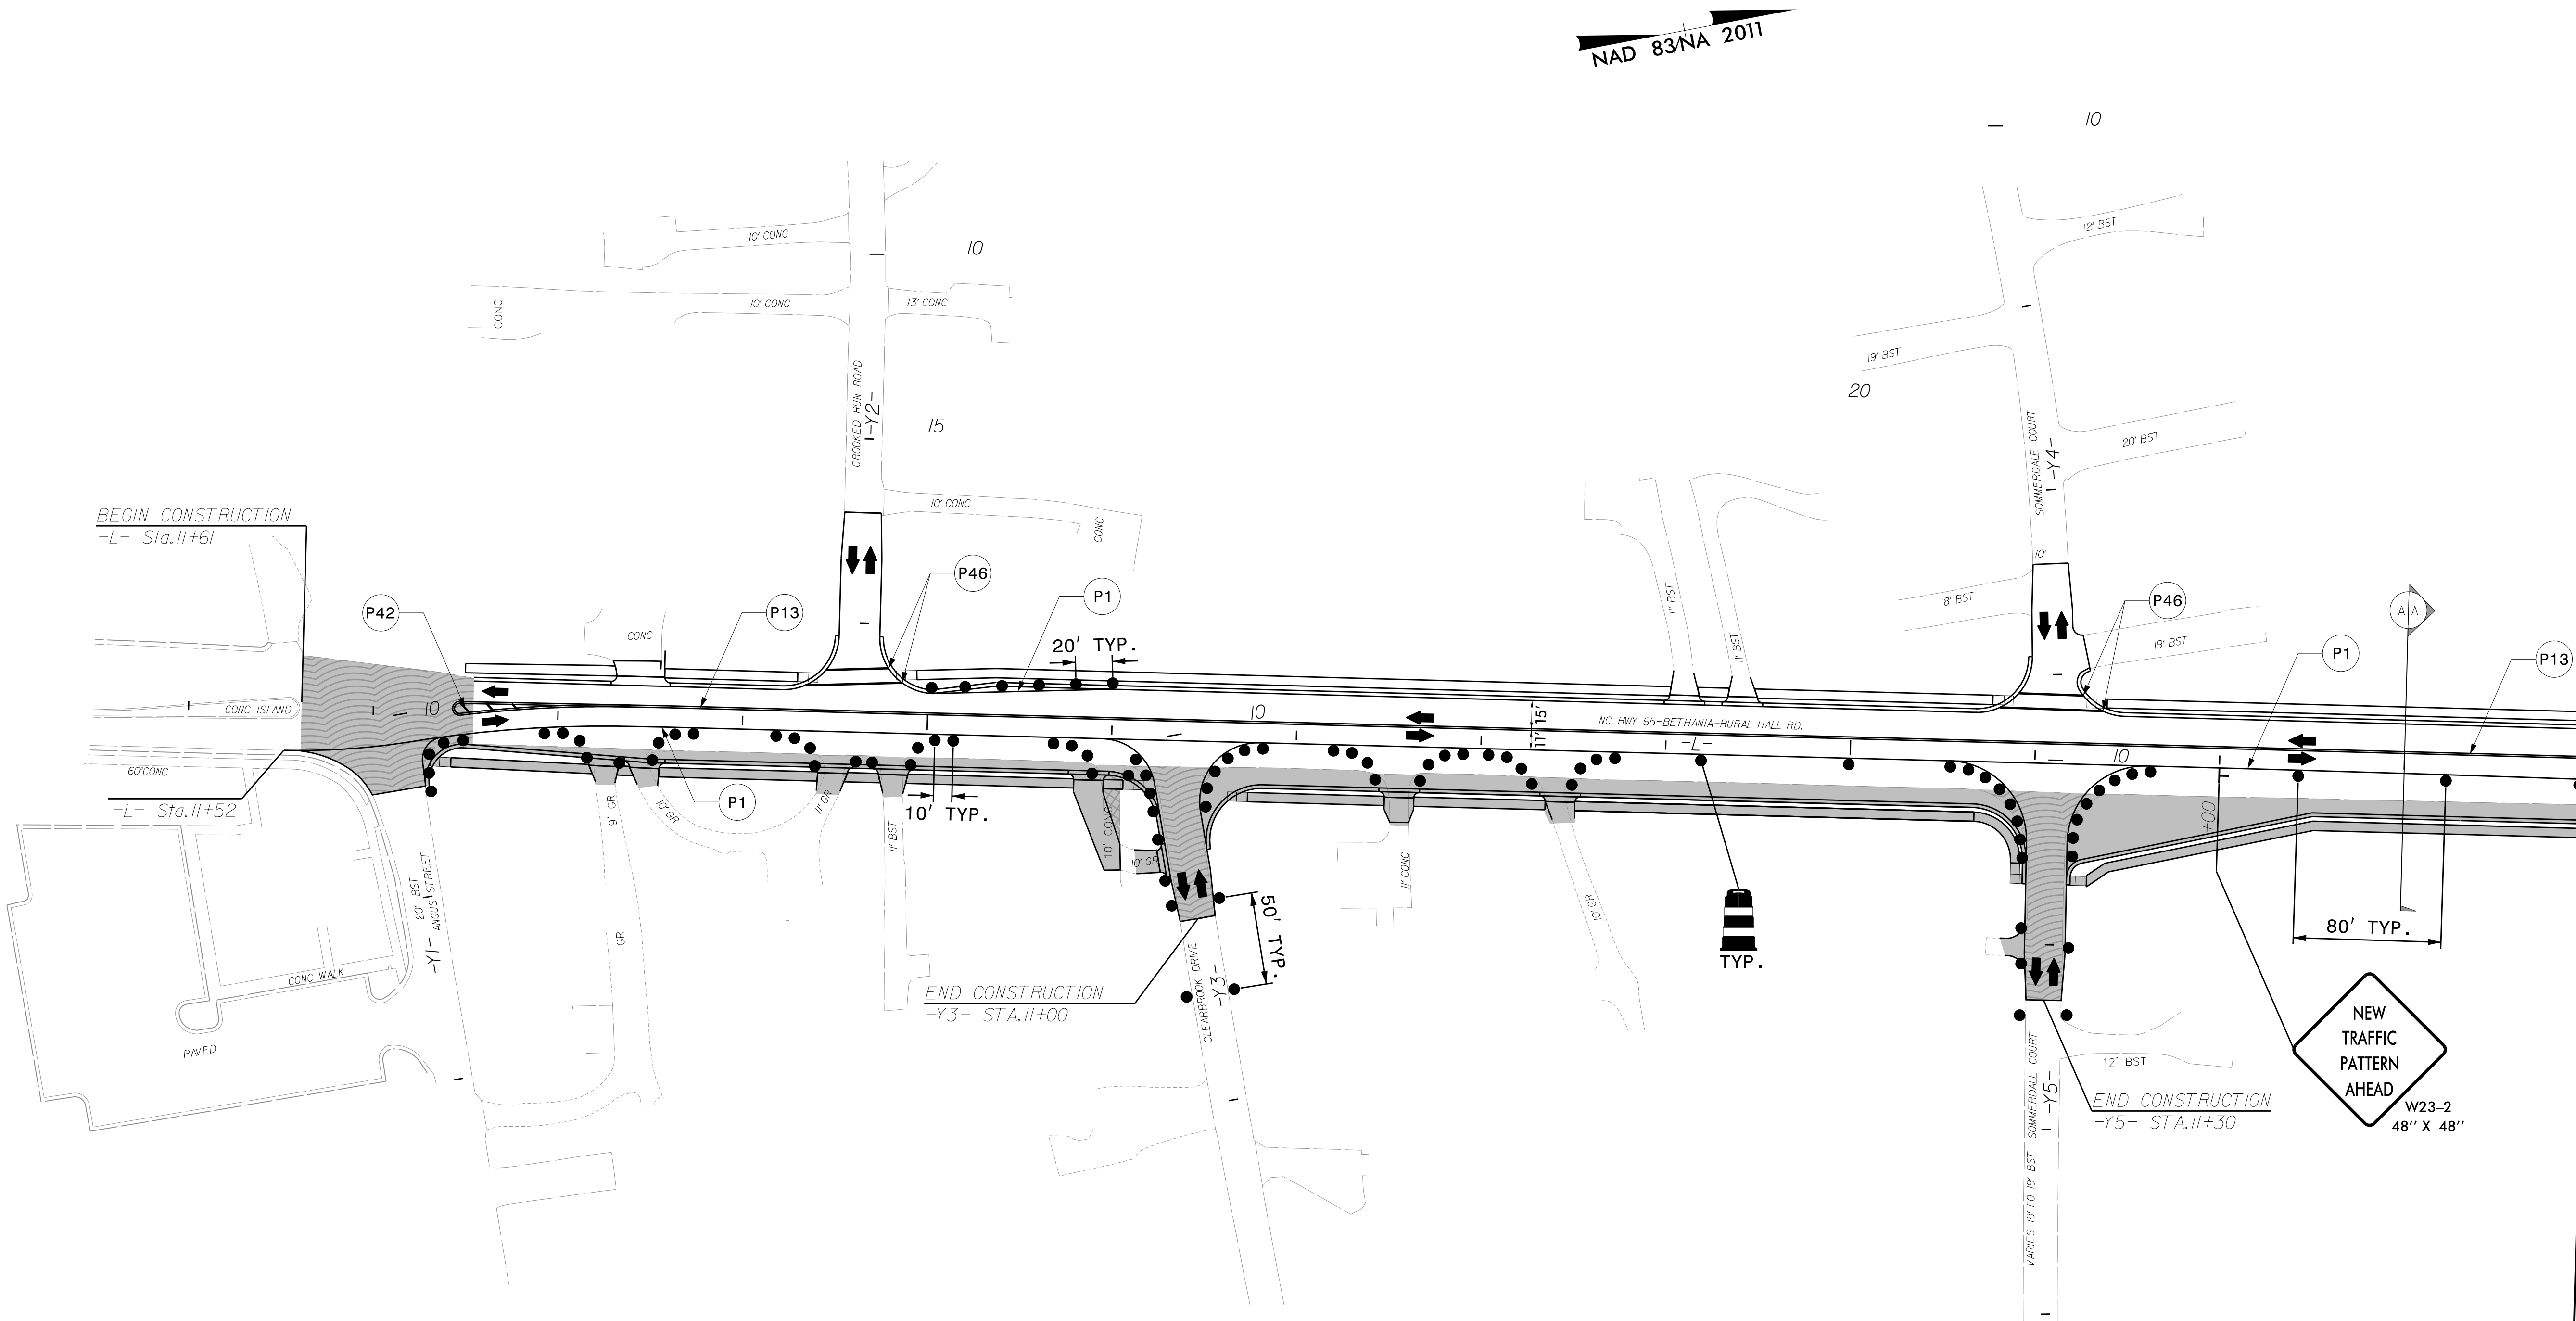 NAD 83/NA 2011
10
10
10' CONC
12' BST
10' CONC
13' CONC
CONC
19' BST
20
CROOKED RUN ROAD
-Y2-
15
SOMMERDALE COURT
-Y4-
20' BST
10' CONC
CONC
BEGIN CONSTRUCTION
-L- Sta.11+61
10'
P46
P42
P13
P1
CONC
20' TYP.
11' BST
11' BST
18' BST
P46
19' BST
A A
P1
P13
CONC ISLAND
10
10
15'
11'
NC HWY 65-BETHANIA-RURAL HALL RD.
-L-
10
60"CONC
-L- Sta.11+52
9' GR
10' GR
P1
11' GR
11' BST
10' TYP.
10' CONC
10' GR
11' CONC
10' GR
+00
20' BST
-Y1- ANGUS STREET
GR
CONC WALK
PAVED
50' TYP.
TYP.
80' TYP.
END CONSTRUCTION
-Y3- STA.11+00
CLEARBROOK DRIVE
-Y3-
NEW
TRAFFIC
PATTERN
AHEAD
W23-2
48'' X 48''
12' BST
END CONSTRUCTION
-Y5- STA.11+30
VARIES 18' TO 19' BST SOMMERDALE COURT
-Y5-